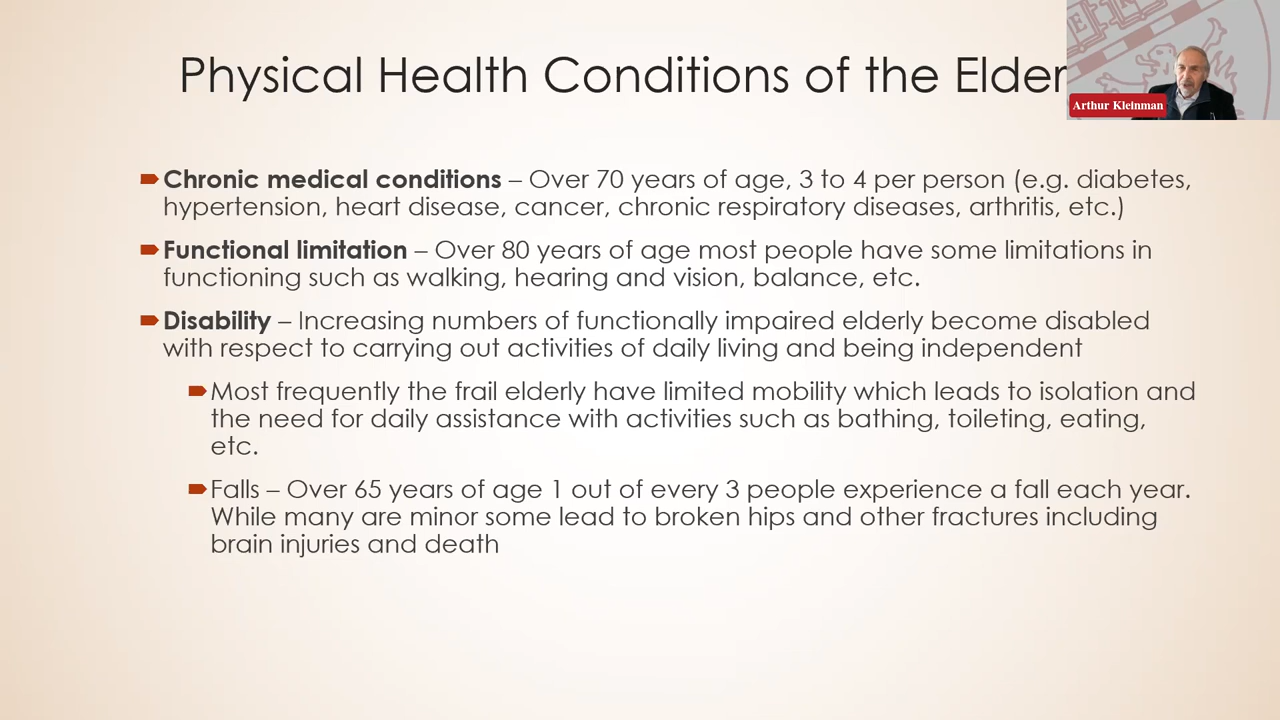 Physical Health Conditions of the Elder
Arthur Kleinman
Chronic medical conditions – Over 70 years of age, 3 to 4 per person (e.g. diabetes,
hypertension, heart disease, cancer, chronic respiratory diseases, arthritis, etc.)
Functional limitation – Over 80 years of age most people have some limitations in
functioning such as walking, hearing and vision, balance, etc.
Disability – Increasing numbers of functionally impaired elderly become disabled
with respect to carrying out activities of daily living and being independent
Most frequently the frail elderly have limited mobility which leads to isolation and
the need for daily assistance with activities such as bathing, toileting, eating,
etc.
Falls – Over 65 years of age 1 out of every 3 people experience a fall each year.
While many are minor some lead to broken hips and other fractures including
brain injuries and death